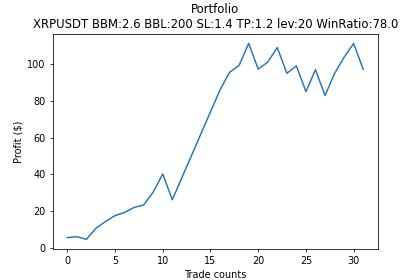 Portfolio
XRPUSDT BBM:2.6 BBL:200 SL:1.4 TP:1.2 lev:20 WinRatio:78.0
100
80
60
40
20
0
Profit ($)
0 5 10 15 20 25 30
Trade counts